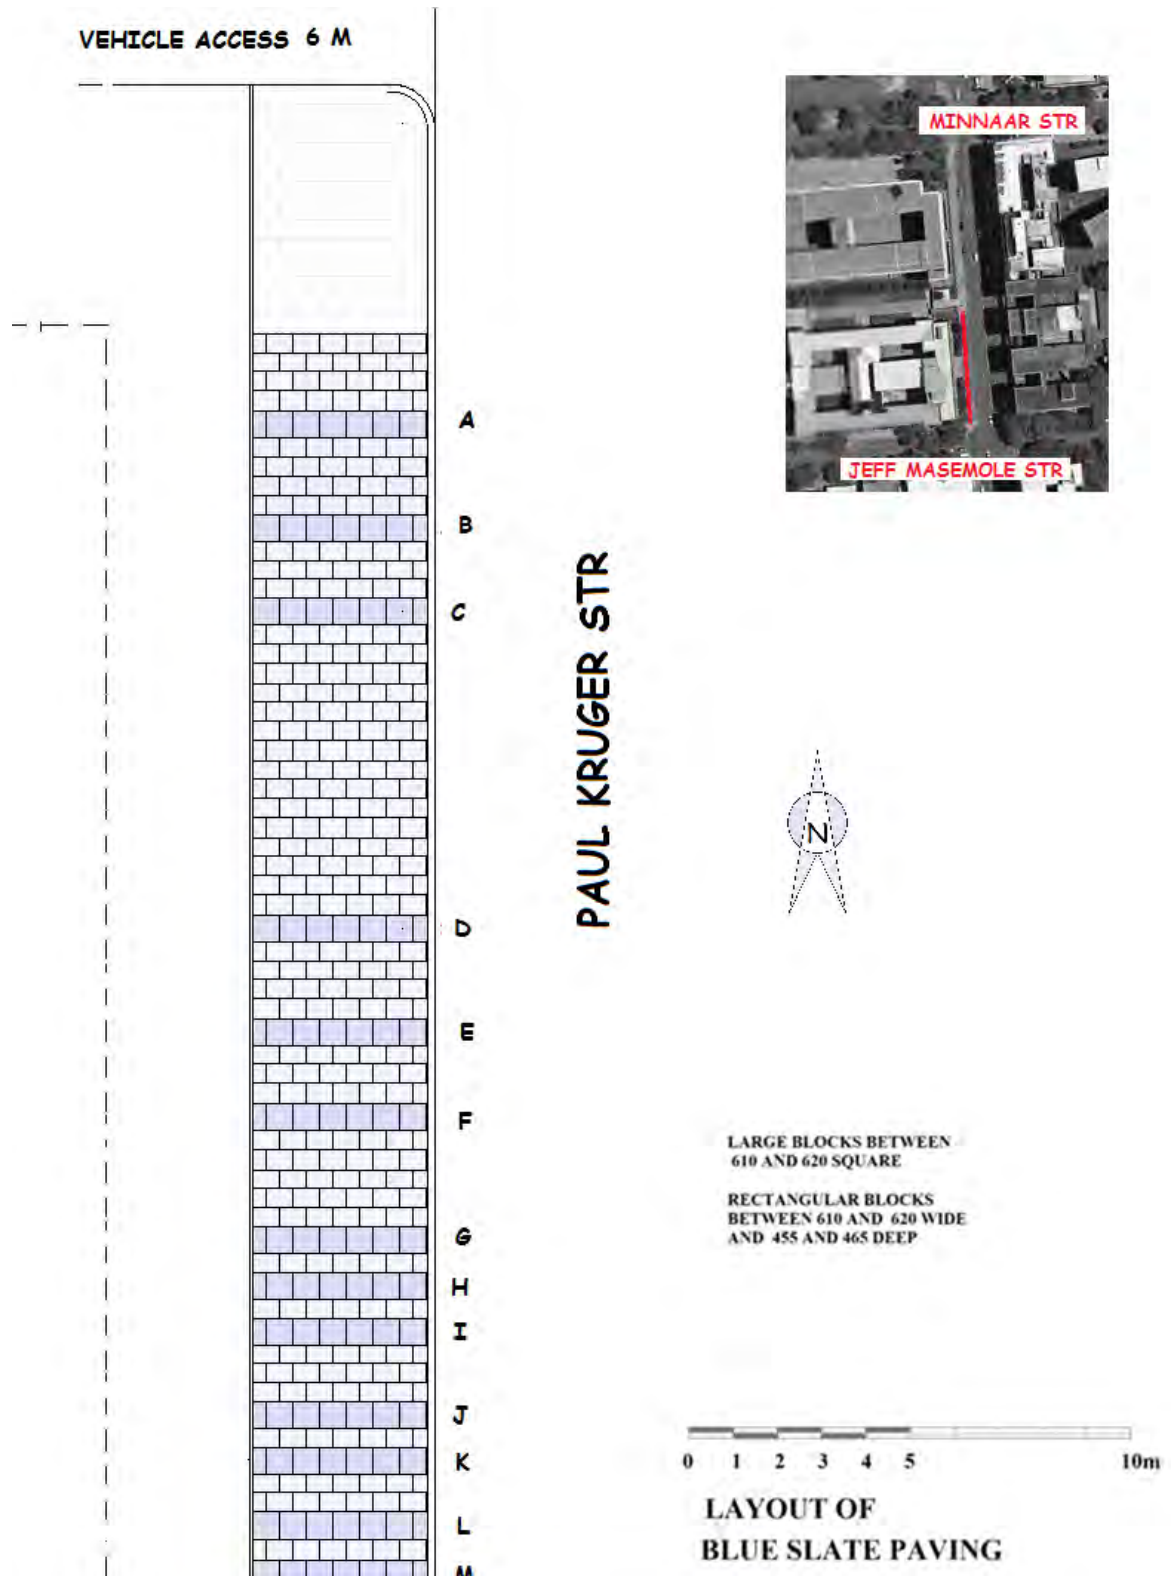 VEHICLE ACCESS 6 M
MINNAAR STR
JEFF MASEMOLE STR
A
B
C
PAUL KRUGER STR
N
D
E
F
LARGE BLOCKS BETWEEN
610 AND 620 SQUARE
RECTANGULAR BLOCKS
BETWEEN 610 AND 620 WIDE
AND 455 AND 465 DEEP
G
H
I
J
K
L
M
0 1 2 3 4 5 10m
LAYOUT OF
BLUE SLATE PAVING